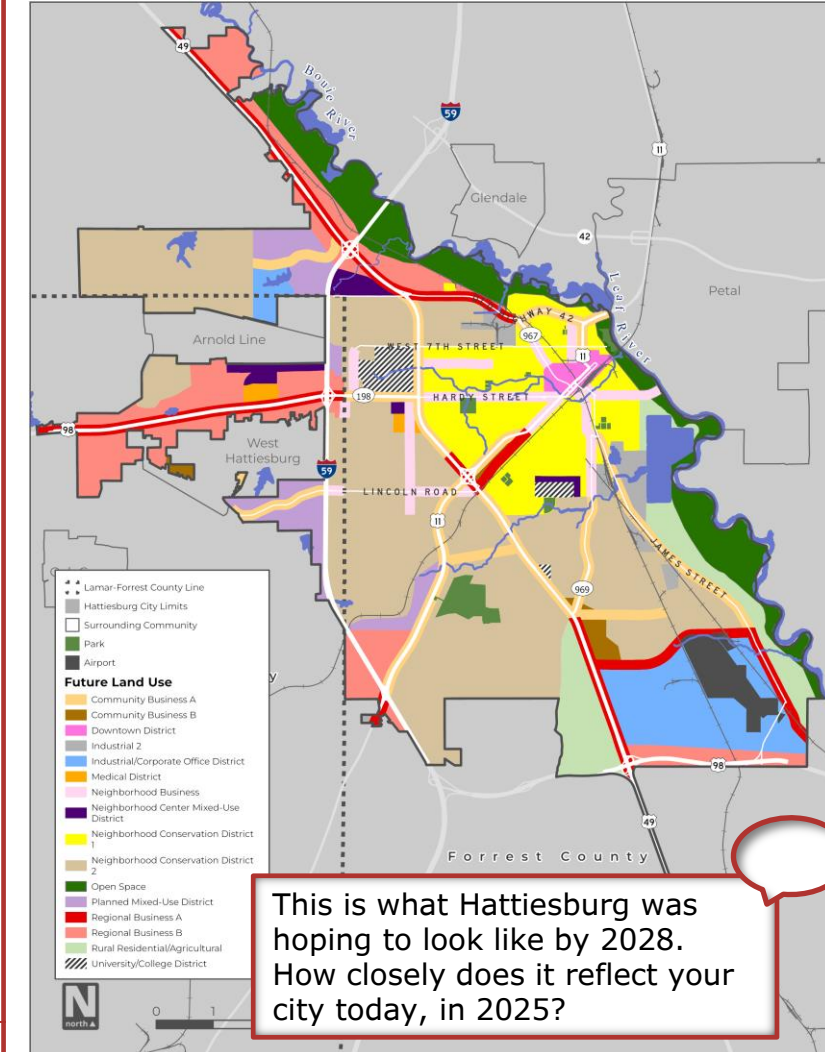 49
Bouie River
59
11
Glendale
42
Leaf River
Petal
HIGHWAY 42
967
Arnold Line
WEST 7TH STREET
11
198
HARDY STREET
98
West
Hattiesburg
59
LINCOLN ROAD
11
JAMES STREET
969
98
49
Forrest County
y
Lamar-Forrest County Line
Hattiesburg City Limits
Surrounding Community
Park
Airport
Future Land Use
Community Business A
Community Business B
Downtown District
Industrial 2
Industrial/Corporate Office District
Medical District
Neighborhood Business
Neighborhood Center Mixed-Use
District
Neighborhood Conservation District
1
Neighborhood Conservation District
2
Open Space
Planned Mixed-Use District
Regional Business A
Regional Business B
Rural Residential/Agricultural
University/College District
N
north
0 1
This is what Hattiesburg was
hoping to look like by 2028.
How closely does it reflect your
city today, in 2025?